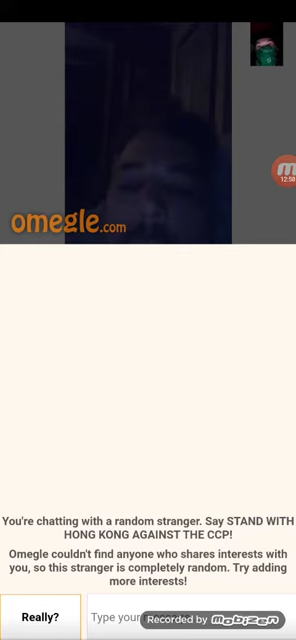 12:58
omegle.com
You're chatting with a random stranger. Say STAND WITH
HONG KONG AGAINST THE CCP!
Omegle couldn't find anyone who shares interests with
you, so this stranger is completely random. Try adding
more interests!
Really?
Type your
Recorded by mobizen